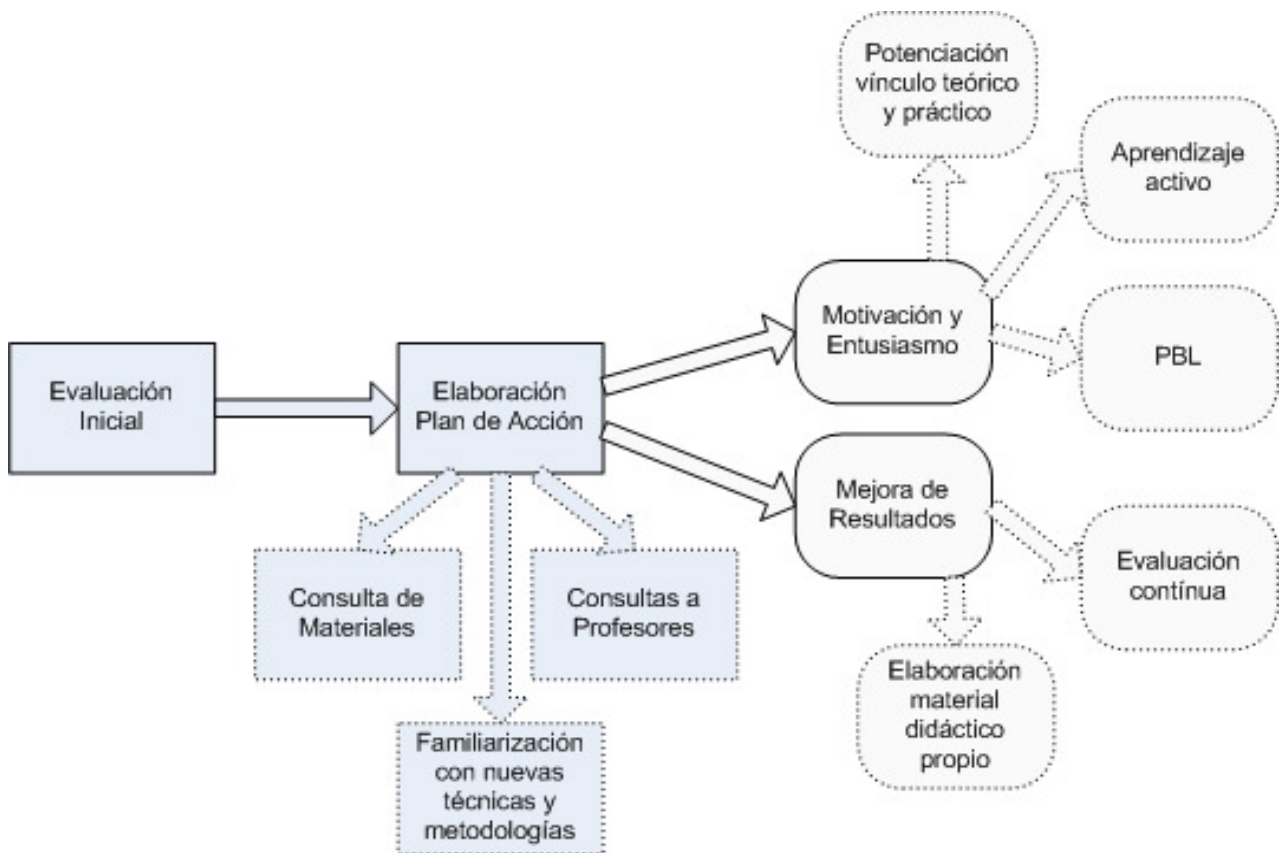 Potenciación
vínculo teórico
y práctico
Aprendizaje
activo
Motivación y
Entusiasmo
PBL
Evaluación
Inicial
Elaboración
Plan de Acción
Mejora de
Resultados
Consulta de
Materiales
Consultas a
Profesores
Evaluación
contínua
Elaboración
material
didáctico
propio
Familiarización
con nuevas
técnicas y
metodologías